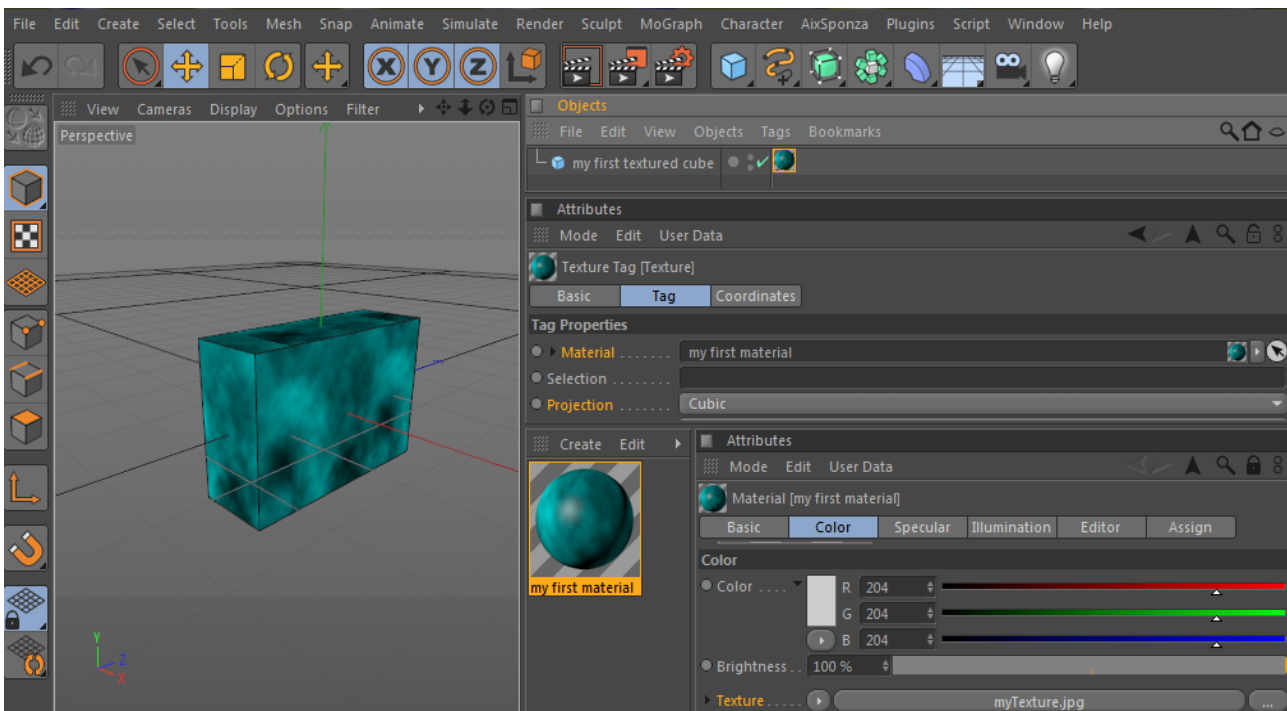 File Edit Create Select Tools Mesh Snap Animate Simulate Render Sculpt MoGraph Character AixSponza Plugins Script Window Help
X Y Z
View Cameras Display Options Filter
Perspective
Y
Z
X
Objects
File Edit View Objects Tags Bookmarks
my first textured cube
Attributes
Mode Edit User Data
Texture Tag [Texture]
Basic Tag Coordinates
Tag Properties
Material ....... my first material
Selection ........
Projection ....... Cubic
Create Edit
my first material
Attributes
Mode Edit User Data
Material [my first material]
Basic Color Specular Illumination Editor Assign
Color
Color .... R 204
G 204
B 204
Brightness.. 100 %
Texture..... myTexture.jpg ...